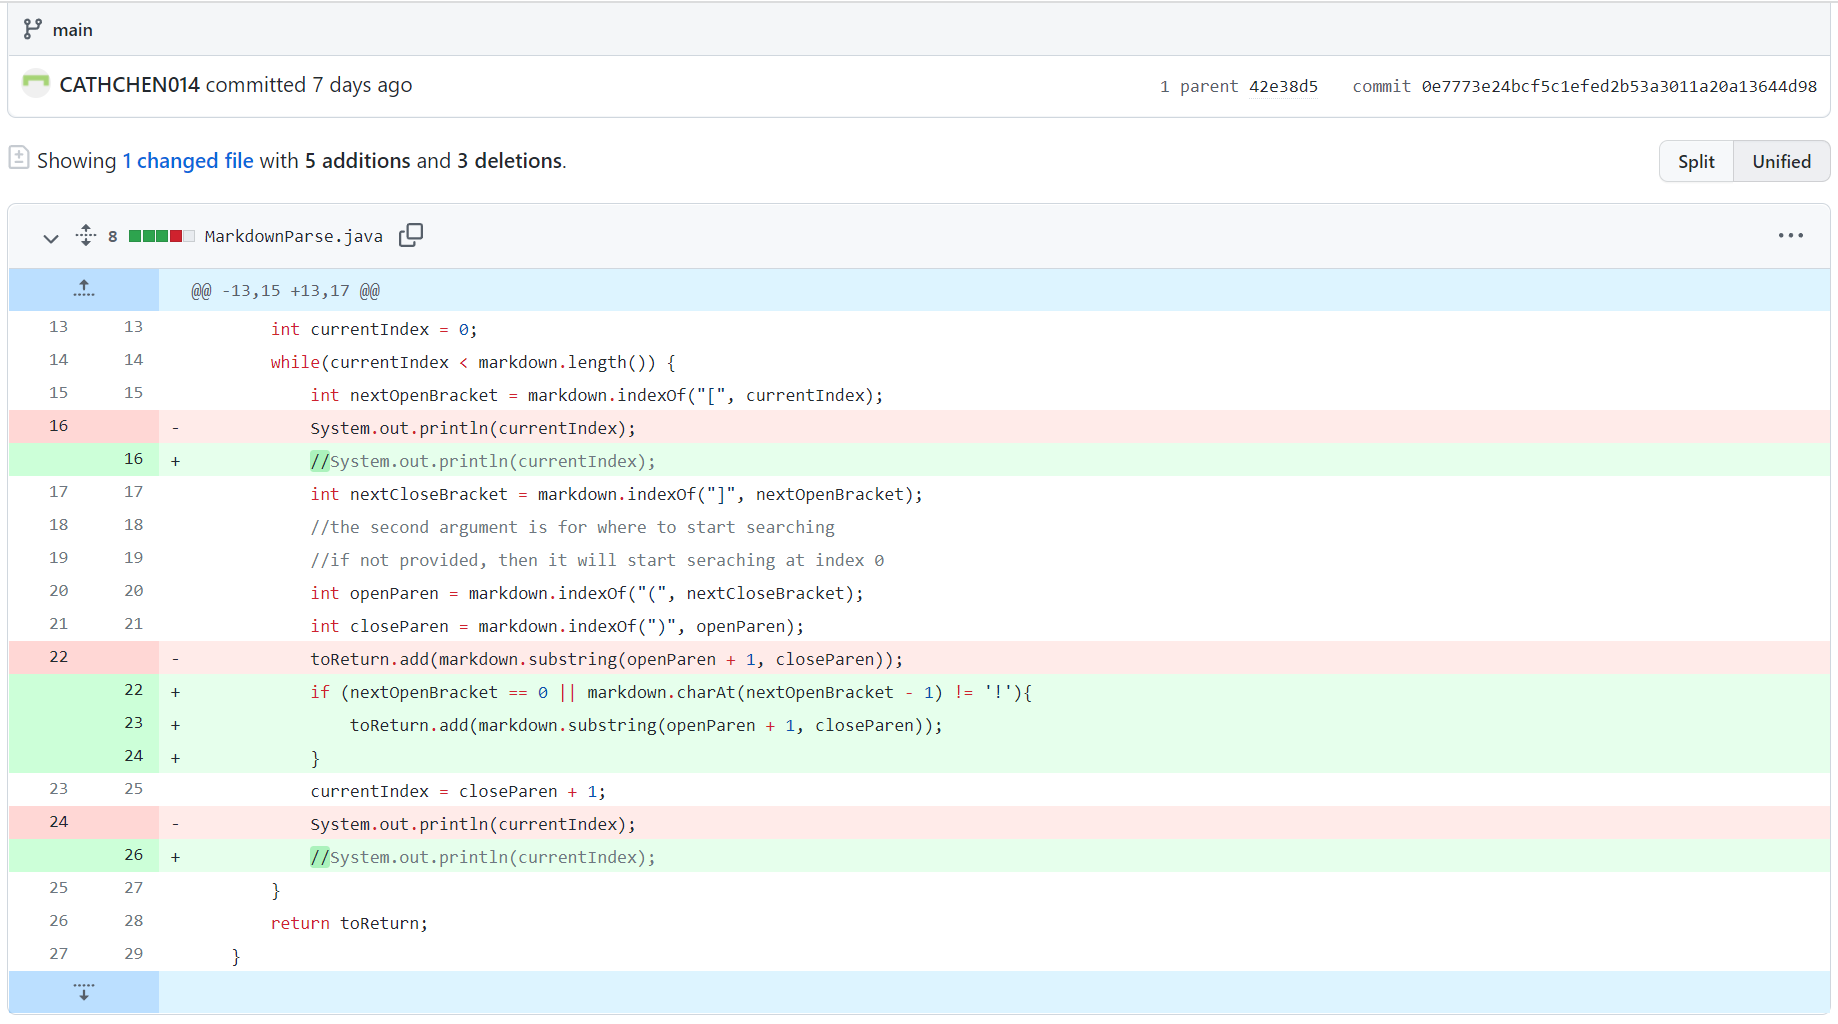 main
CATHCHEN014 committed 7 days ago 1 parent 42e38d5 commit 0e7773e24bcf5c1efed2b53a3011a20a13644d98
Showing 1 changed file with 5 additions and 3 deletions.
Split Unified
8 MarkdownParse.java
@@ -13,15 +13,17 @@
13 13 int currentIndex = 0;
14 14 while(currentIndex < markdown.length()) {
15 15 int nextOpenBracket = markdown.indexOf("[", currentIndex);
16 - System.out.println(currentIndex);
16 + //System.out.println(currentIndex);
17 17 int nextCloseBracket = markdown.indexOf("]", nextOpenBracket);
18 18 //the second argument is for where to start searching
19 19 //if not provided, then it will start seraching at index 0
20 20 int openParen = markdown.indexOf("(", nextCloseBracket);
21 21 int closeParen = markdown.indexOf(")", openParen);
22 - toReturn.add(markdown.substring(openParen + 1, closeParen));
22 + if (nextOpenBracket == 0 || markdown.charAt(nextOpenBracket - 1) != '!'){
23 + toReturn.add(markdown.substring(openParen + 1, closeParen));
24 + }
23 25 currentIndex = closeParen + 1;
24 - System.out.println(currentIndex);
26 + //System.out.println(currentIndex);
25 27 }
26 28 return toReturn;
27 29 }